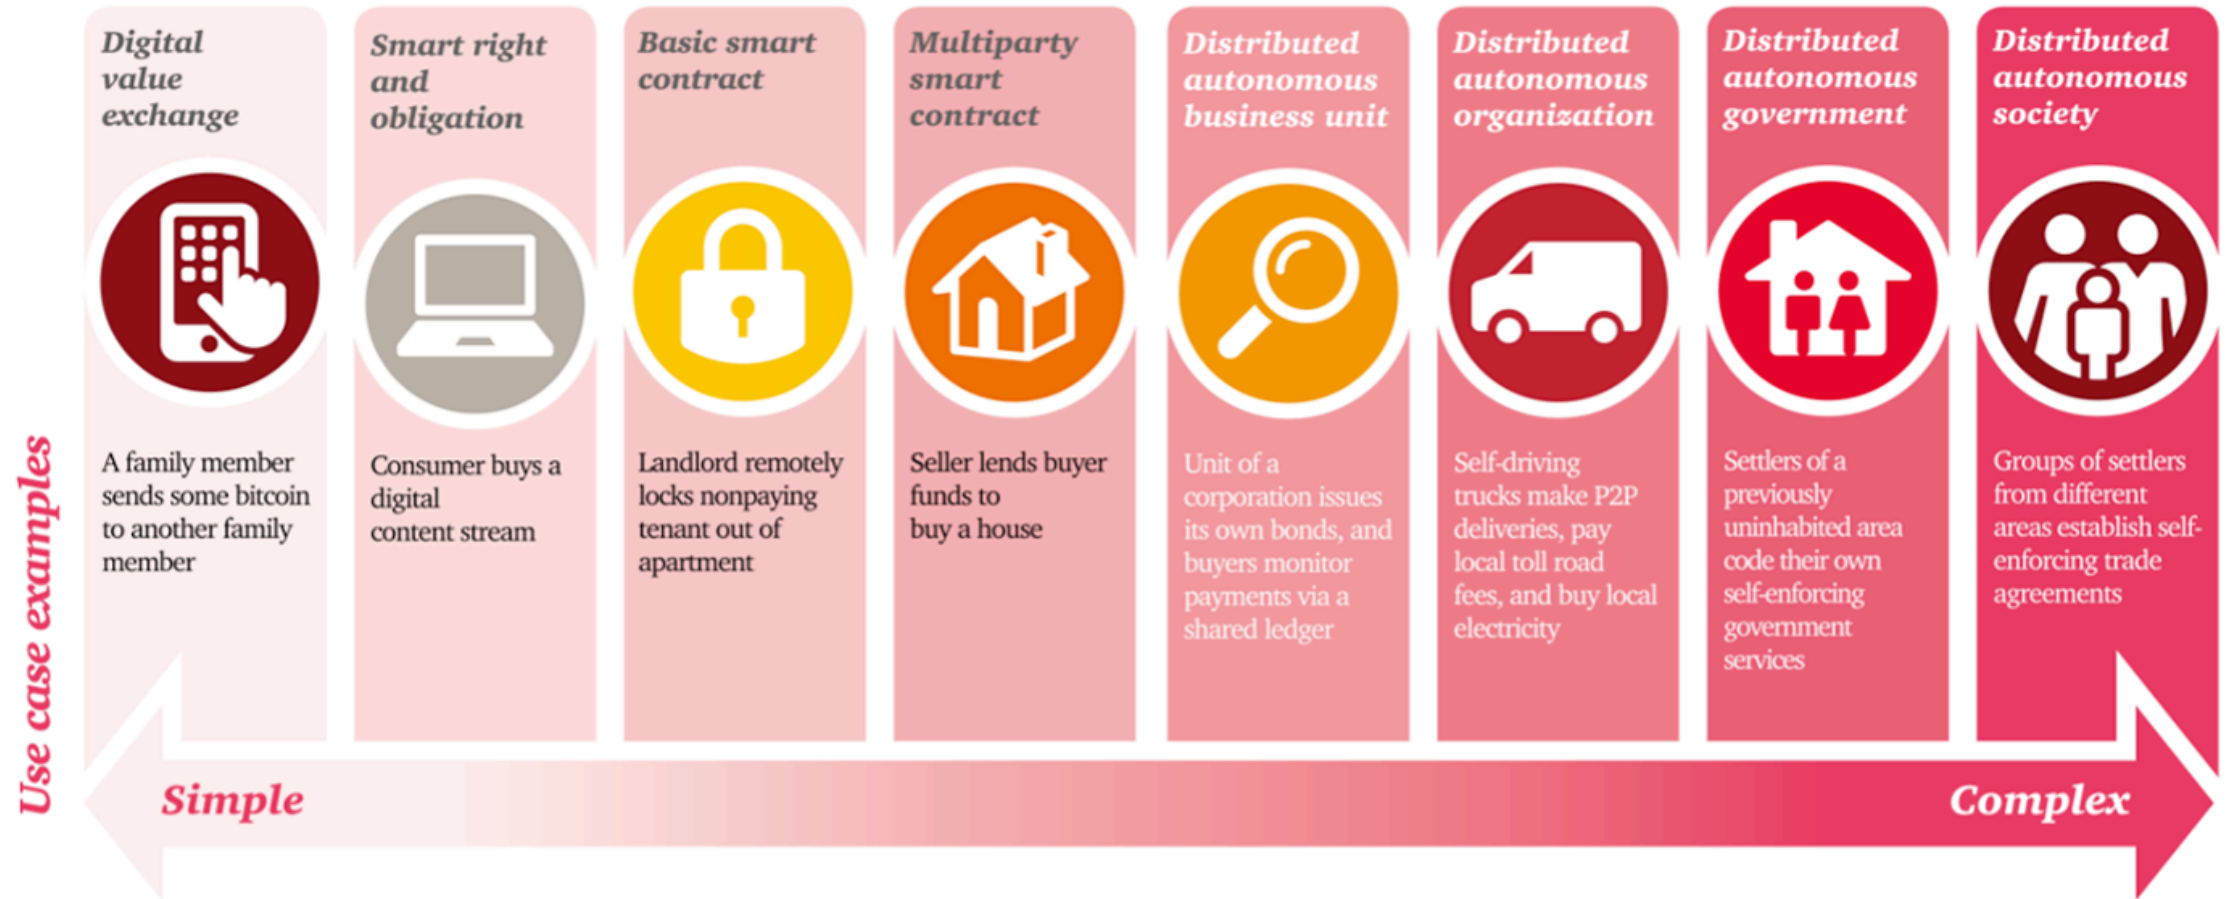 Digital
value
exchange
A family member
sends some bitcoin
to another family
member
Smart right
and
obligation
Consumer buys a
digital
content stream
Basic smart
contract
Landlord remotely
locks nonpaying
tenant out of
apartment
Multiparty
smart
contract
Seller lends buyer
funds to
buy a house
Distributed
autonomous
business unit
Unit of a
corporation issues
its own bonds, and
buyers monitor
payments via a
shared ledger
Distributed
autonomous
organization
Self-driving
trucks make P2P
deliveries, pay
local toll road
fees, and buy local
electricity
Distributed
autonomous
government
Settlers of a
previously
uninhabited area
code their own
self-enforcing
government
services
Distributed
autonomous
society
Groups of settlers
from different
areas establish self-
enforcing trade
agreements
Use case examples
Simple
Complex